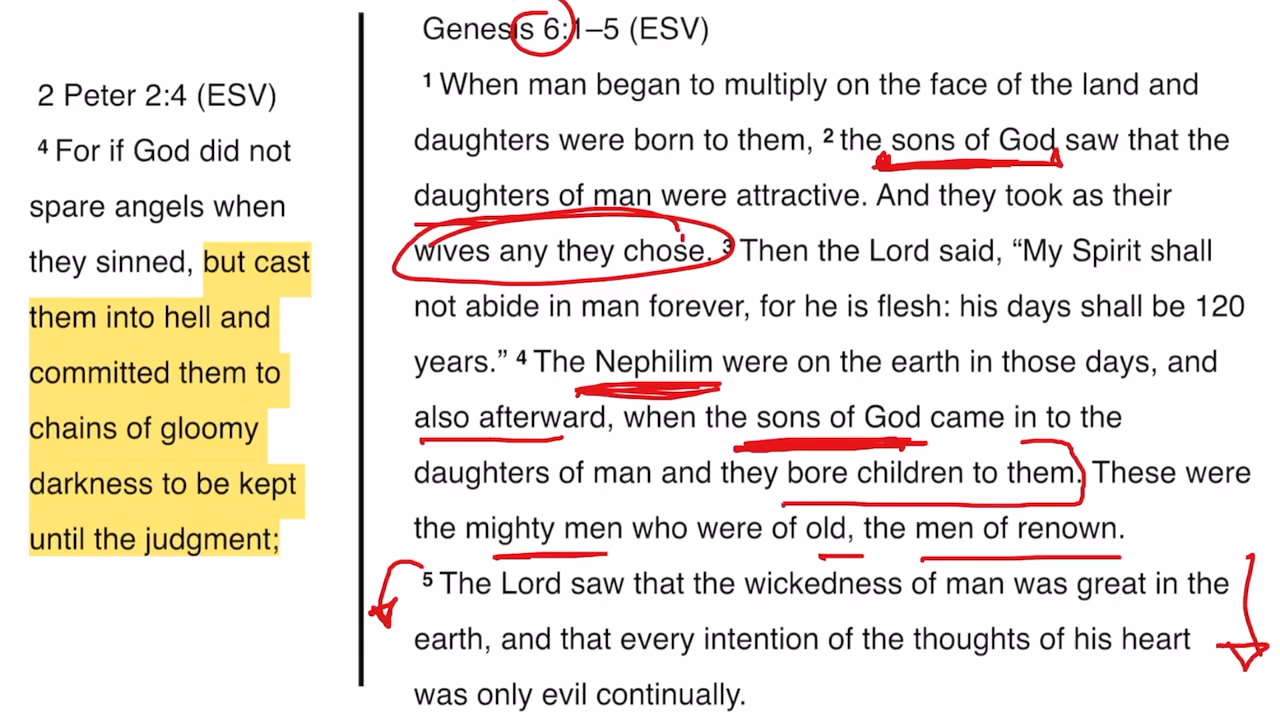 2 Peter 2:4 (ESV)
4 For if God did not
spare angels when
they sinned, but cast
them into hell and
committed them to
chains of gloomy
darkness to be kept
until the judgment;
Genesis 6:1–5 (ESV)
1 When man began to multiply on the face of the land and
daughters were born to them, 2 the sons of God saw that the
daughters of man were attractive. And they took as their
wives any they chose. 3 Then the Lord said, “My Spirit shall
not abide in man forever, for he is flesh: his days shall be 120
years.” 4 The Nephilim were on the earth in those days, and
also afterward, when the sons of God came in to the
daughters of man and they bore children to them. These were
the mighty men who were of old, the men of renown.
5 The Lord saw that the wickedness of man was great in the
earth, and that every intention of the thoughts of his heart
was only evil continually.